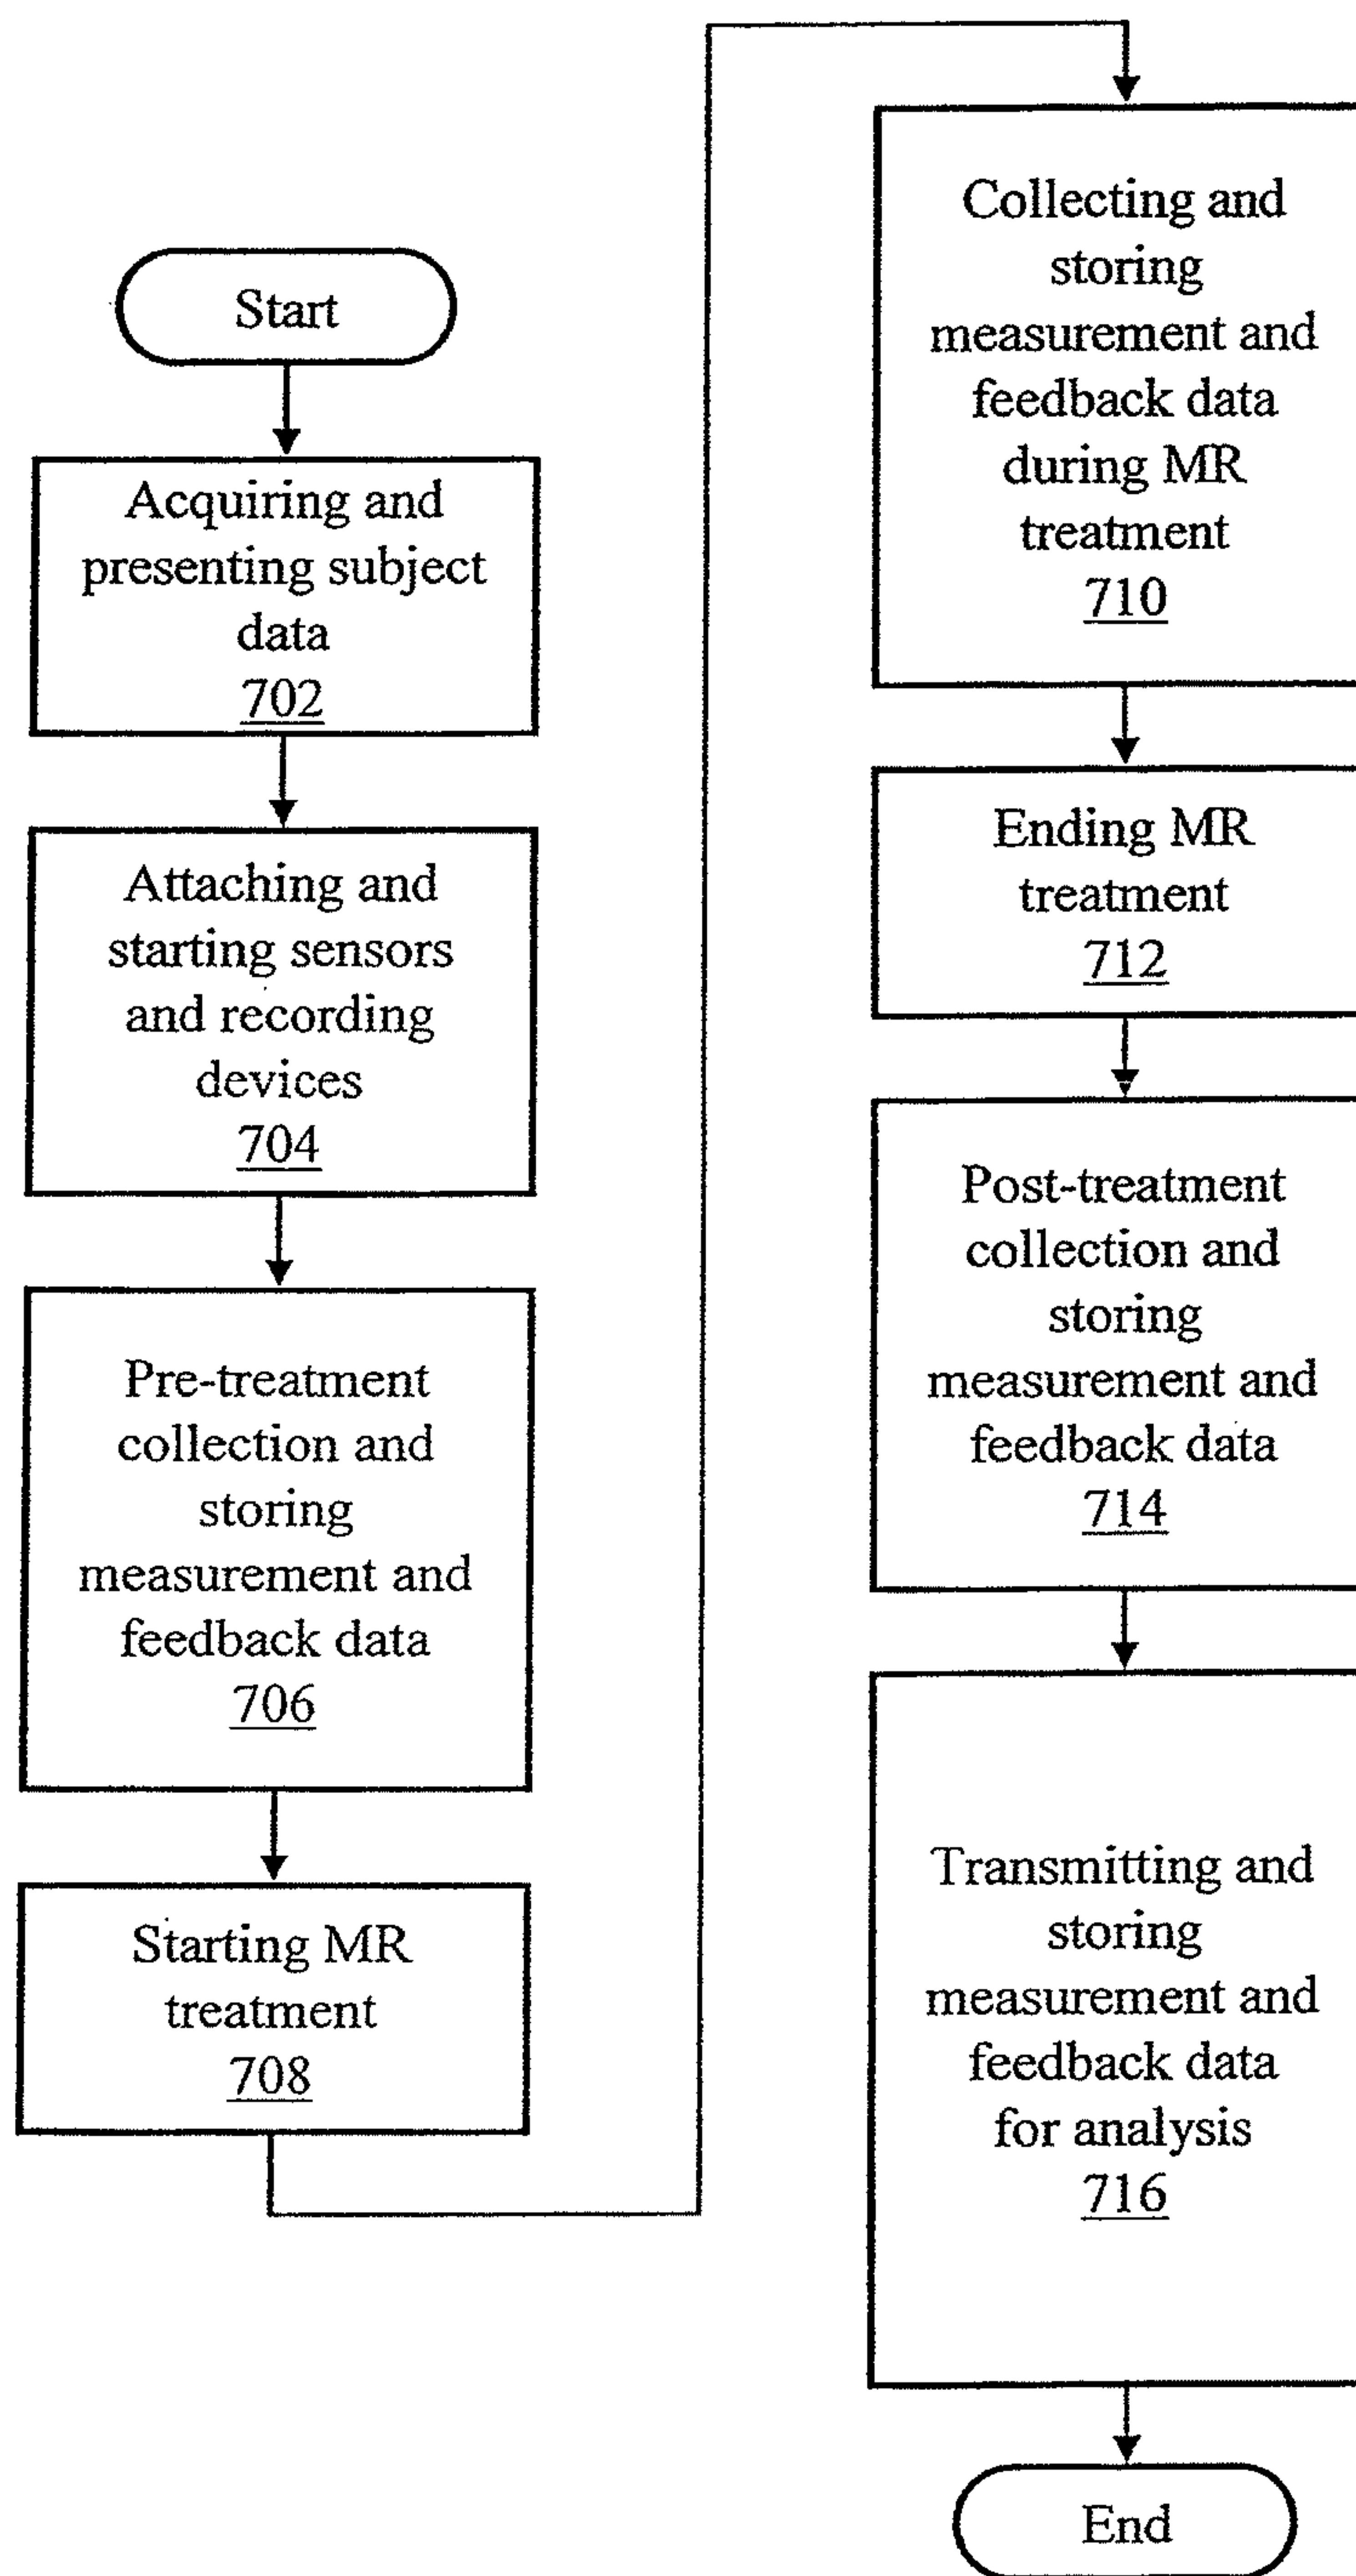 Start
Acquiring and
presenting subject
data
702
Attaching and
starting sensors
and recording
devices
704
Pre-treatment
collection and
storing
measurement and
feedback data
706
Starting MR
treatment
708
Collecting and
storing
measurement and
feedback data
during MR
treatment
710
Ending MR
treatment
712
Post-treatment
collection and
storing
measurement and
feedback data
714
Transmitting and
storing
measurement and
feedback data
for analysis
716
End